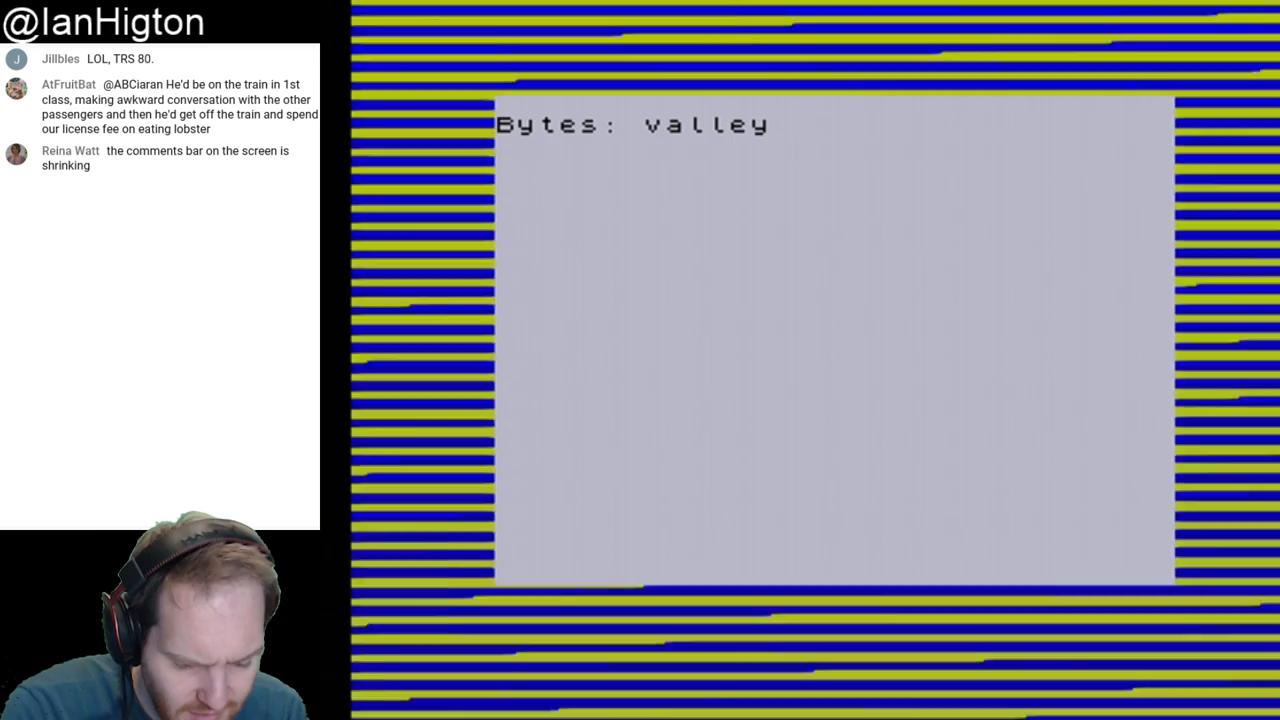 @IanHigton
J Jillbles LOL, TRS 80.
AtFruitBat @ABCiaran He'd be on the train in 1st
class, making awkward conversation with the other
passengers and then he'd get off the train and spend
our license fee on eating lobster
Reina Watt the comments bar on the screen is
shrinking
Bytes: valley